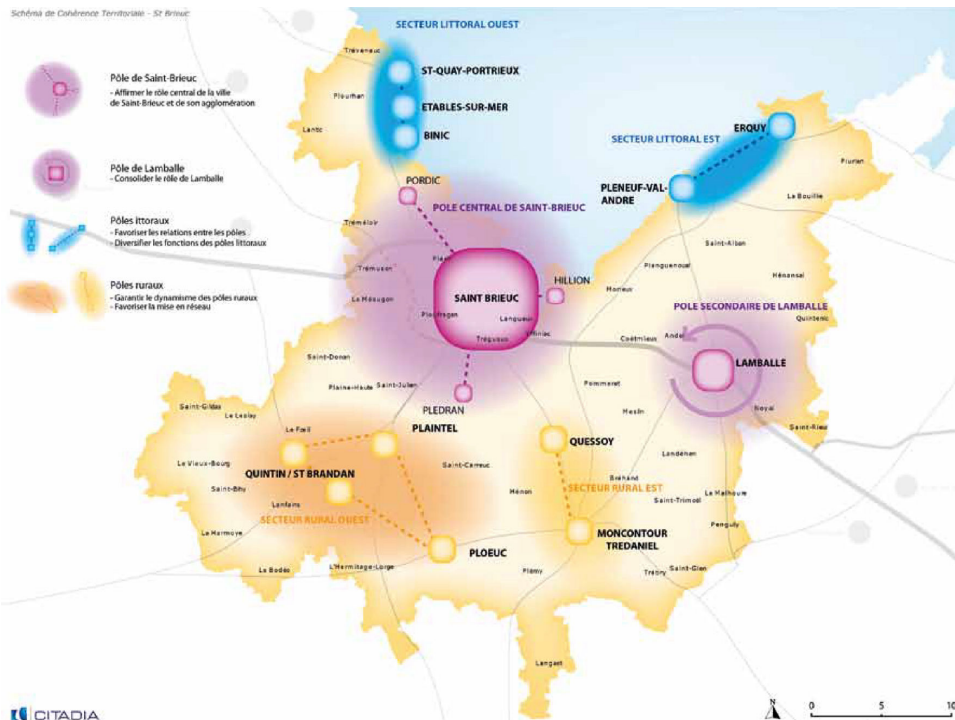 Schéma de Cohérence Territoriale - St Brieuc
Pôle de Saint-Brieuc
- Affirmer le rôle central de la ville
de Saint-Brieuc et de son agglomération
Pôle de Lamballe
- Consolider le rôle de Lamballe
Pôles ittoraux
- Favoriser les relations entre les pôles
- Diversifier les fonctions des pôles littoraux
Pôles ruraux
- Garantir le dynamisme des pôles ruraux
- Favoriser la mise en réseau
SECTEUR LITTORAL OUEST
Tréveneuc
ST-QUAY-PORTRIEUX
Plourhan
ETABLES-SUR-MER
Lantic
BINIC
ERQUY
SECTEUR LITTORAL EST
Plurien
PORDIC
PLENEUF-VAL-
ANDRE
La Bouillie
POLE CENTRAL DE SAINT-BRIEUC
Tréméloir
Saint-Alban
Trémuson
Planguenoual
Hénansal
HILLION
La Méaugon
SAINT BRIEUC
Morieux
POLE SECONDAIRE DE LAMBALLE
Ploufragan
Langueux
Quintenic
Yffiniac
Trégueux
Coëtmieux
Andel
Saint-Donan
LAMBALLE
Plaine-Haute
Saint-Julien
Pommeret
PLEDRAN
Saint-Gildas
Le Leslay
Maslin
Noyal
Saint-Rieul
Le Fœil
PLAINTEL
QUESSOY
Landéhen
Le Vieux-Bourg
QUINTIN / ST BRANDAN
Saint-Carreuc
Bréhand
Saint-Bihy
SECTEUR RURAL EST
Hénon
Saint-Trimoël
La Malhoure
Lanfains
SECTEUR RURAL OUEST
Penguily
La Harmoye
MONCONTOUR
TREDANIEL
PLOEUC
La Bodéo
L'Hermitage-Lorge
Plémy
Trébry
Saint-Glen
Langast
CITADIA
N
0 5 10